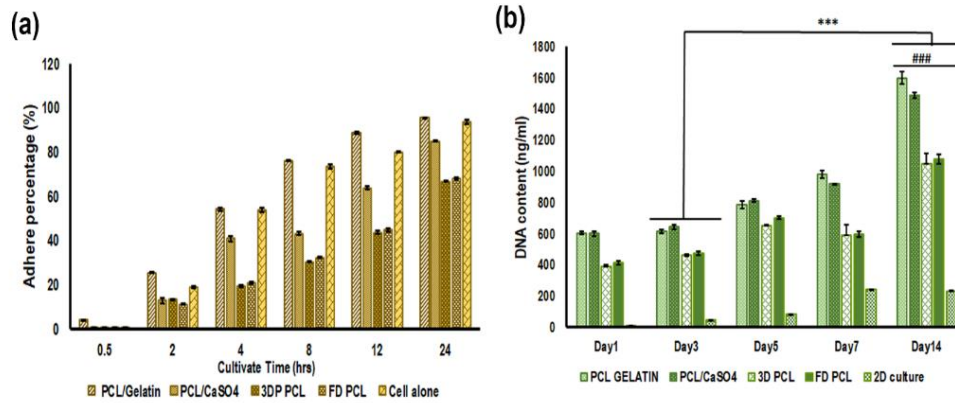 (a)
120
100
80
60
40
20
0
Adhere percentage (%)
0.5 2 4 8 12 24
Cultivate Time (hrs)
PCL/Gelatin PCL/CaSO4 3DP PCL FD PCL Cell alone
(b)
***
###
1800
1600
1400
1200
1000
800
600
400
200
0
DNA content (ng/ml)
Day1 Day3 Day5 Day7 Day14
PCL GELATIN PCL/CaSO4 3D PCL FD PCL 2D culture